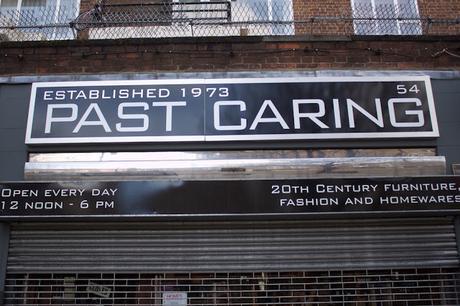 ESTABLISHED 1973
54
PAST CARING
OPEN EVERY DAY
12 NOON - 6 PM
20TH CENTURY FURNITURE,
FASHION AND HOMEWARES